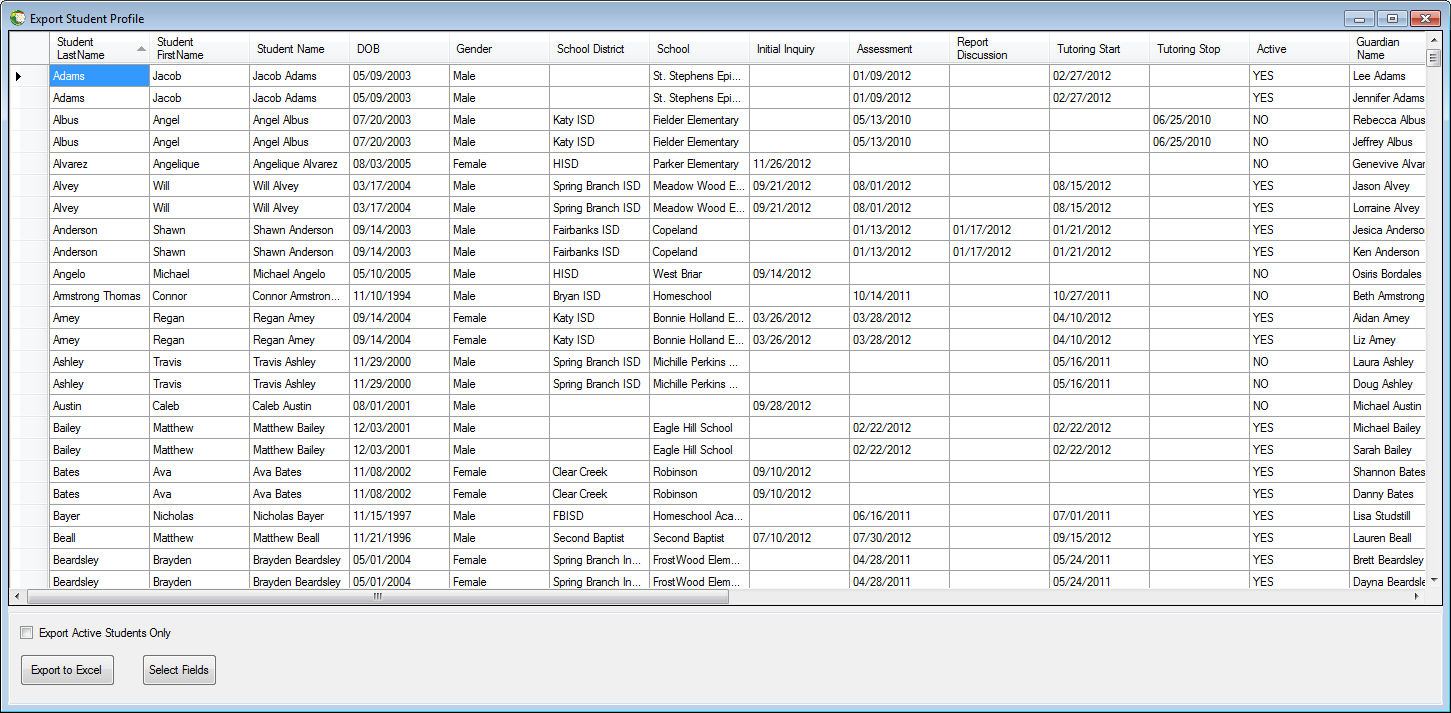 Export Student Profile
Student LastName Student FirstName Student Name DOB Gender School District School Initial Inquiry Assessment Report Discussion Tutoring Start Tutoring Stop Active Guardian Name
Adams Jacob Jacob Adams 05/09/2003 Male St. Stephens Epi... 01/09/2012 02/27/2012 YES Lee Adams
Adams Jacob Jacob Adams 05/09/2003 Male St. Stephens Epi... 01/09/2012 02/27/2012 YES Jennifer Adams
Albus Angel Angel Albus 07/20/2003 Male Katy ISD Fielder Elementary 05/13/2010 06/25/2010 NO Rebecca Albus
Albus Angel Angel Albus 07/20/2003 Male Katy ISD Fielder Elementary 05/13/2010 06/25/2010 NO Jeffrey Albus
Alvarez Angelique Angelique Alvarez 08/03/2005 Female HISD Parker Elementary 11/26/2012 NO Genevive Alvar
Alvey Will Will Alvey 03/17/2004 Male Spring Branch ISD Meadow Wood E... 09/21/2012 08/01/2012 08/15/2012 YES Jason Alvey
Alvey Will Will Alvey 03/17/2004 Male Spring Branch ISD Meadow Wood E... 09/21/2012 08/01/2012 08/15/2012 YES Lorraine Alvey
Anderson Shawn Shawn Anderson 09/14/2003 Male Fairbanks ISD Copeland 01/13/2012 01/17/2012 01/21/2012 YES Jesica Anderso
Anderson Shawn Shawn Anderson 09/14/2003 Male Fairbanks ISD Copeland 01/13/2012 01/17/2012 01/21/2012 YES Ken Anderson
Angelo Michael Michael Angelo 05/10/2005 Male HISD West Briar 09/14/2012 NO Osiris Bordales
Armstrong Thomas Connor Connor Armstron... 11/10/1994 Male Bryan ISD Homeschool 10/14/2011 10/27/2011 NO Beth Armstrong
Arney Regan Regan Arney 09/14/2004 Female Katy ISD Bonnie Holland E... 03/26/2012 03/28/2012 04/10/2012 YES Aidan Arney
Arney Regan Regan Arney 09/14/2004 Female Katy ISD Bonnie Holland E... 03/26/2012 03/28/2012 04/10/2012 YES Liz Arney
Ashley Travis Travis Ashley 11/29/2000 Male Spring Branch ISD Michille Perkins ... 05/16/2011 NO Laura Ashley
Ashley Travis Travis Ashley 11/29/2000 Male Spring Branch ISD Michille Perkins ... 05/16/2011 NO Doug Ashley
Austin Caleb Caleb Austin 08/01/2001 Male 09/28/2012 NO Michael Austin
Bailey Matthew Matthew Bailey 12/03/2001 Male Eagle Hill School 02/22/2012 02/22/2012 YES Michael Bailey
Bailey Matthew Matthew Bailey 12/03/2001 Male Eagle Hill School 02/22/2012 02/22/2012 YES Sarah Bailey
Bates Ava Ava Bates 11/08/2002 Female Clear Creek Robinson 09/10/2012 YES Shannon Bates
Bates Ava Ava Bates 11/08/2002 Female Clear Creek Robinson 09/10/2012 YES Danny Bates
Bayer Nicholas Nicholas Bayer 11/15/1997 Male FBISD Homeschool Aca... 06/16/2011 07/01/2011 YES Lisa Studstill
Beall Matthew Matthew Beall 11/21/1996 Male Second Baptist Second Baptist 07/10/2012 07/30/2012 09/15/2012 YES Lauren Beall
Beardsley Brayden Brayden Beardsley 05/01/2004 Female Spring Branch In... FrostWood Elem... 04/28/2011 05/24/2011 YES Brett Beardsley
Beardsley Brayden Brayden Beardsley 05/01/2004 Female Spring Branch In... FrostWood Elem... 04/28/2011 05/24/2011 YES Dayna Beardsle
Export Active Students Only
Export to Excel Select Fields